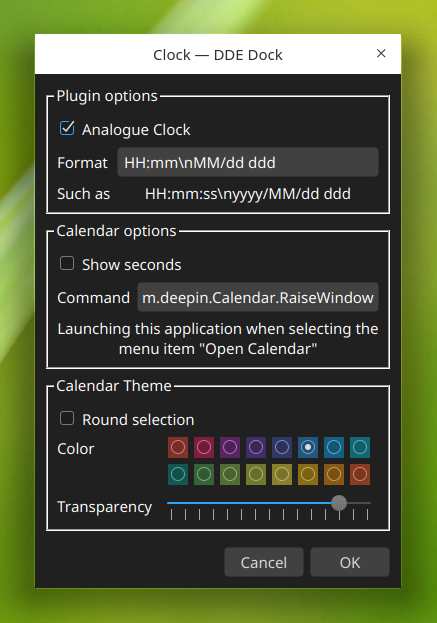 Clock — DDE Dock
Plugin options
Analogue Clock
Format HH:mm\nMM/dd ddd
Such as HH:mm:ss\nyyyy/MM/dd ddd
Calendar options
Show seconds
Command m.deepin.Calendar.RaiseWindow
Launching this application when selecting the
menu item "Open Calendar"
Calendar Theme
Round selection
Color
Transparency
Cancel OK